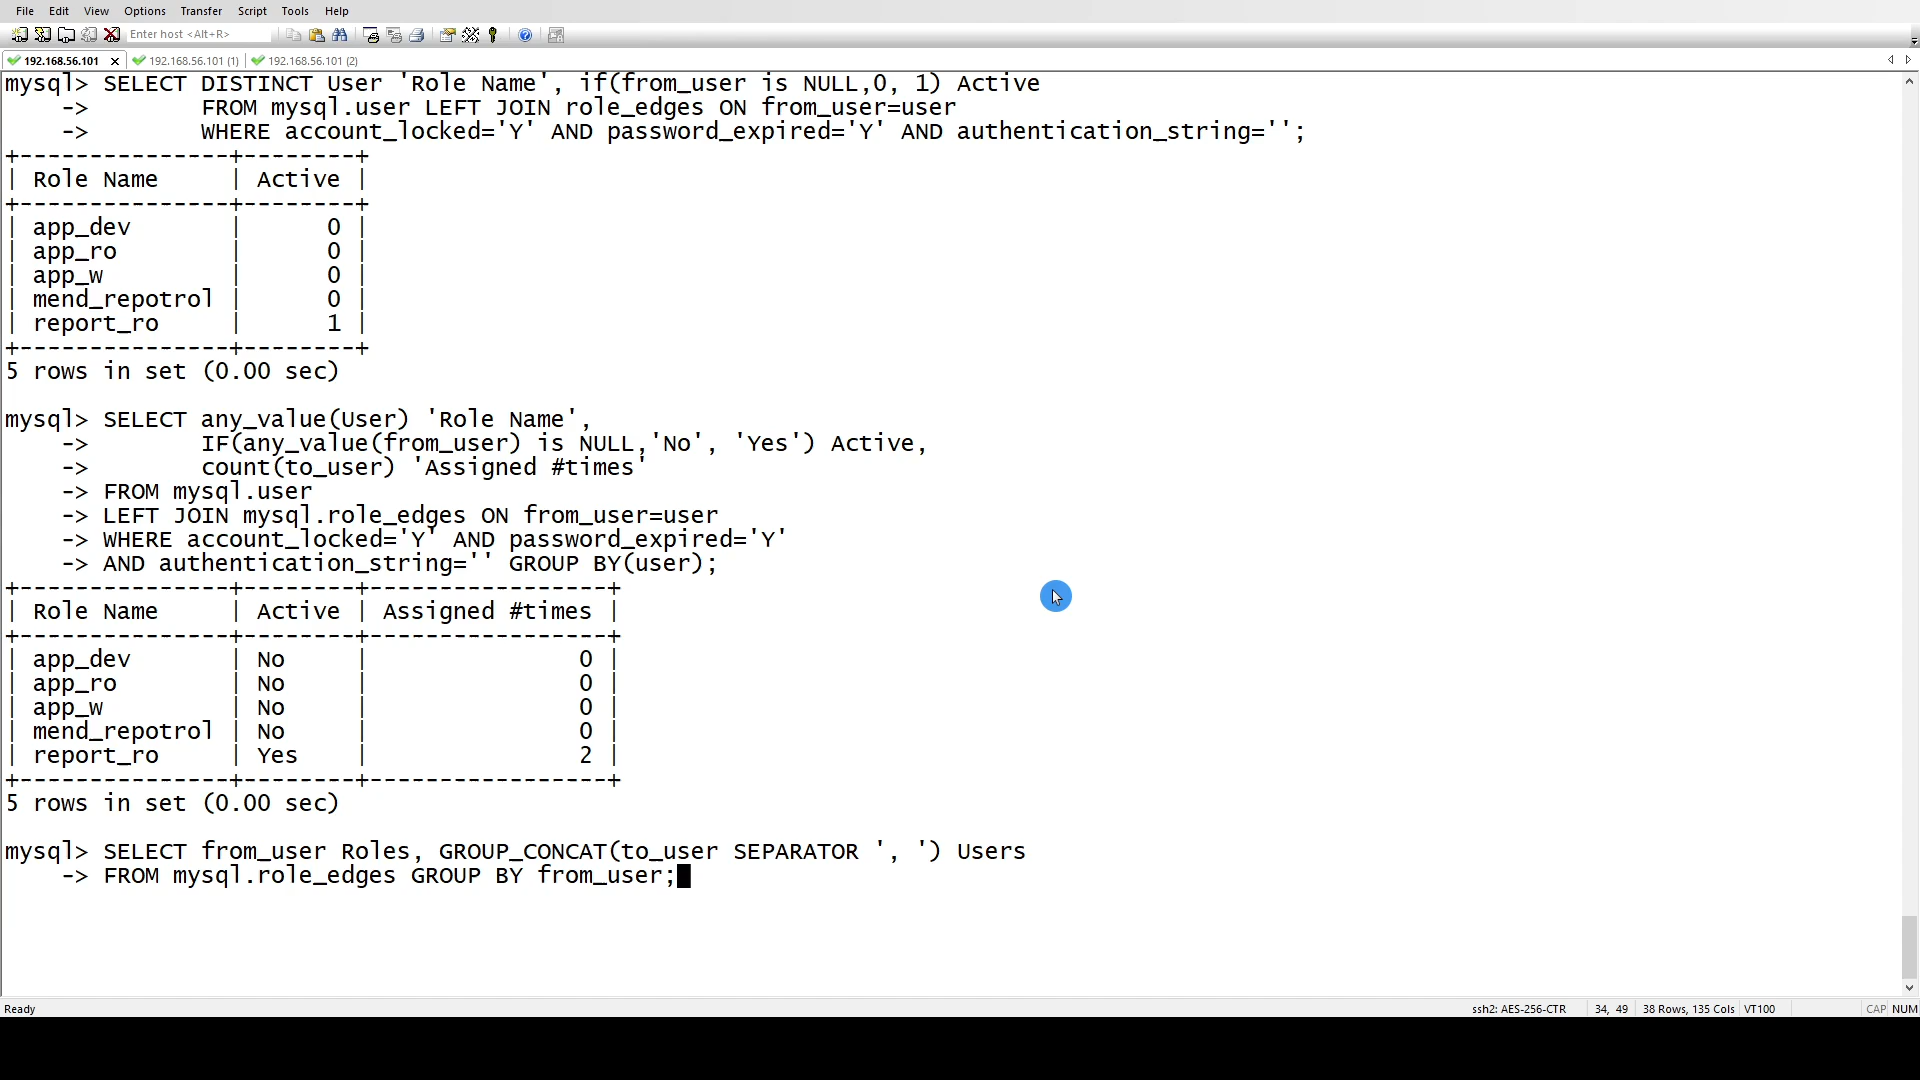 File Edit View Options Transfer Script Tools Help
Enter host <Alt+R>
192.168.56.101 192.168.56.101 (1) 192.168.56.101 (2)
mysql> SELECT DISTINCT User 'Role Name', if(from_user is NULL,0, 1) Active
-> FROM mysql.user LEFT JOIN role_edges ON from_user=user
-> WHERE account_locked='Y' AND password_expired='Y' AND authentication_string='';
+----------------+--------+
| Role Name | Active |
+----------------+--------+
| app_dev | 0 |
| app_ro | 0 |
| app_w | 0 |
| mend_repotrol | 0 |
| report_ro | 1 |
+----------------+--------+
5 rows in set (0.00 sec)
mysql> SELECT any_value(User) 'Role Name',
-> IF(any_value(from_user) is NULL,'No', 'Yes') Active,
-> count(to_user) 'Assigned #times'
-> FROM mysql.user
-> LEFT JOIN mysql.role_edges ON from_user=user
-> WHERE account_locked='Y' AND password_expired='Y'
-> AND authentication_string='' GROUP BY(user);
+----------------+--------+-----------------+
| Role Name | Active | Assigned #times |
+----------------+--------+-----------------+
| app_dev | No | 0 |
| app_ro | No | 0 |
| app_w | No | 0 |
| mend_repotrol | No | 0 |
| report_ro | Yes | 2 |
+----------------+--------+-----------------+
5 rows in set (0.00 sec)
mysql> SELECT from_user Roles, GROUP_CONCAT(to_user SEPARATOR ', ') Users
-> FROM mysql.role_edges GROUP BY from_user;
Ready ssh2: AES-256-CTR 34, 49 38 Rows, 135 Cols VT100 CAP NUM